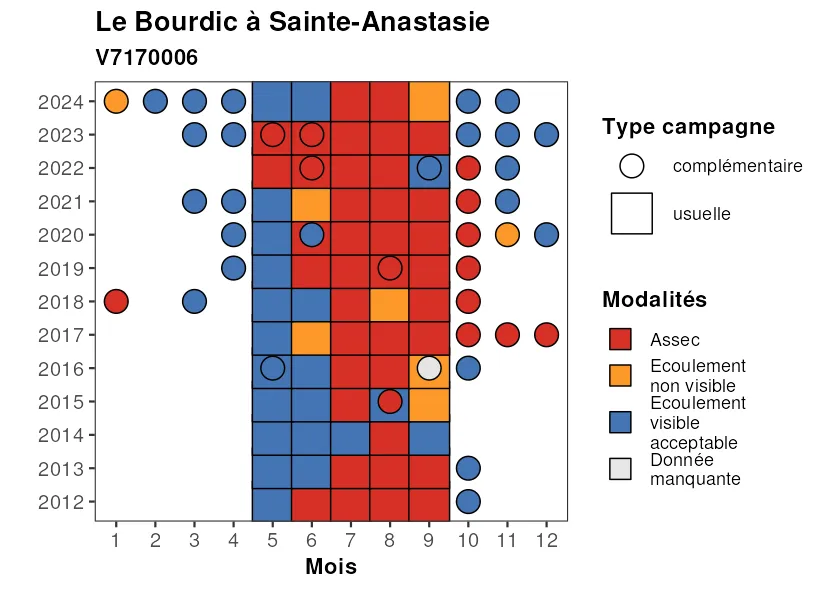 Le Bourdic à Sainte-Anastasie
V7170006
2024
2023
2022
2021
2020
2019
2018
2017
2016
2015
2014
2013
2012
1 2 3 4 5 6 7 8 9 10 11 12
Mois
Type campagne
complémentaire
usuelle
Modalités
Assec
Ecoulement
non visible
Ecoulement
visible
acceptable
Donnée
manquante